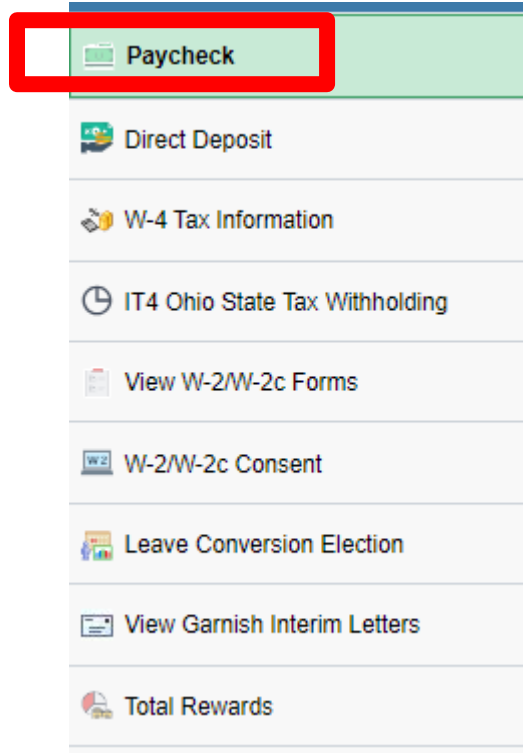 Paycheck
Direct Deposit
W-4 Tax Information
IT4 Ohio State Tax Withholding
View W-2/W-2c Forms
W2
W-2/W-2c Consent
Leave Conversion Election
View Garnish Interim Letters
Total Rewards